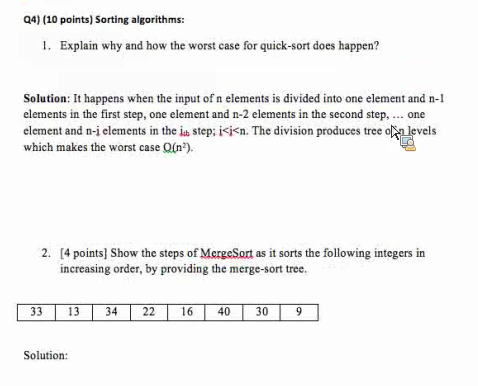 Q4) (10 points) Sorting algorithms:
1. Explain why and how the worst case for quick-sort does happen?
Solution: It happens when the input of n elements is divided into one element and n-1
elements in the first step, one element and n-2 elements in the second step, ... one
element and n-i elements in the ith step; i<i<n. The division produces tree levels
which makes the worst case O(n²).
2. [4 points] Show the steps of MergeSort as it sorts the following integers in
increasing order, by providing the merge-sort tree.
33 13 34 22 16 40 30 9
Solution: